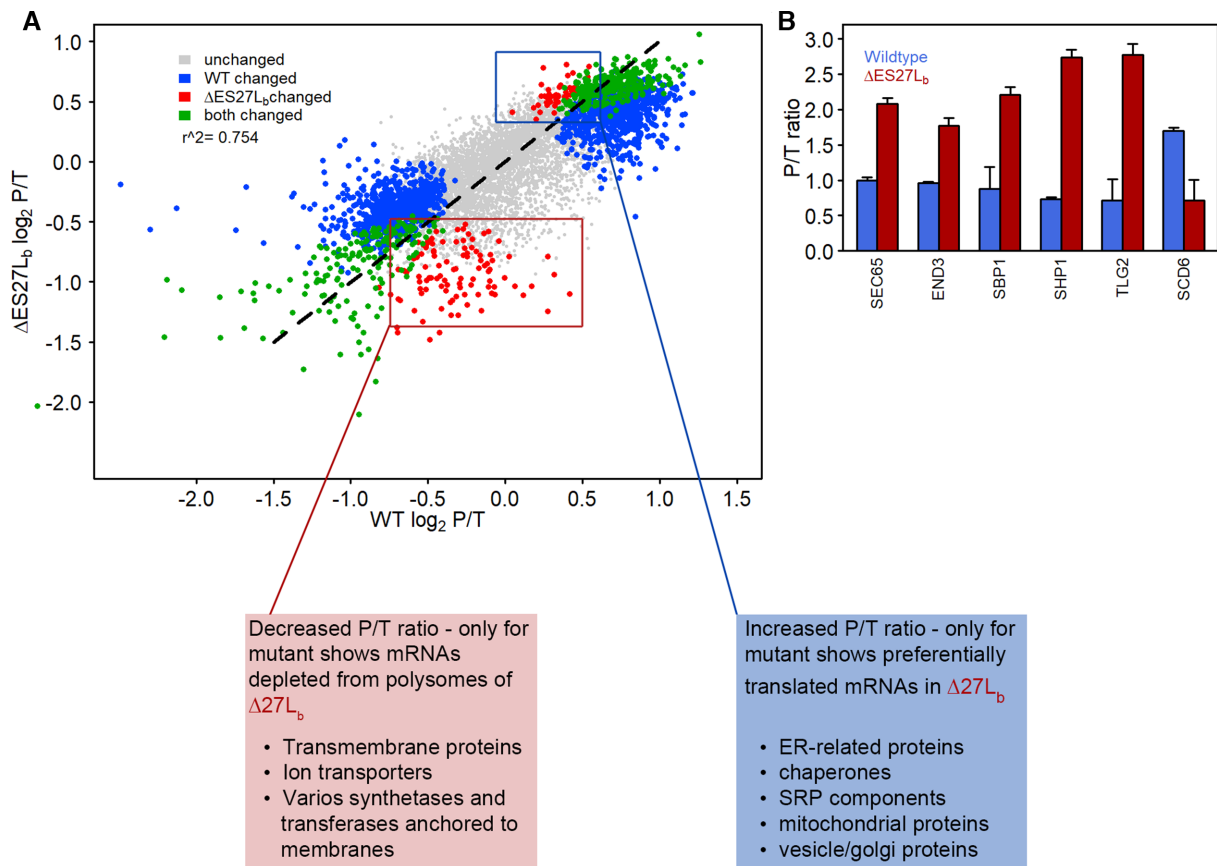 A
unchanged
WT changed
ΔES27Lb changed
both changed
r^2= 0.754
1.0
0.5
0.0
-0.5
-1.0
-1.5
-2.0
ΔES27Lb log2 P/T
-2.0 -1.5 -1.0 -0.5 0.0 0.5 1.0 1.5
WT log2 P/T
B
Wildtype
ΔES27Lb
3.0
2.5
2.0
1.5
1.0
0.5
0.0
P/T ratio
SEC65 END3 SBP1 SHP1 TLG2 SCD6
Decreased P/T ratio - only for
mutant shows mRNAs
depleted from polysomes of
Δ27Lb
• Transmembrane proteins
• Ion transporters
• Varios synthetases and
transferases anchored to
membranes
Increased P/T ratio - only for
mutant shows preferentially
translated mRNAs in Δ27Lb
• ER-related proteins
• chaperones
• SRP components
• mitochondrial proteins
• vesicle/golgi proteins